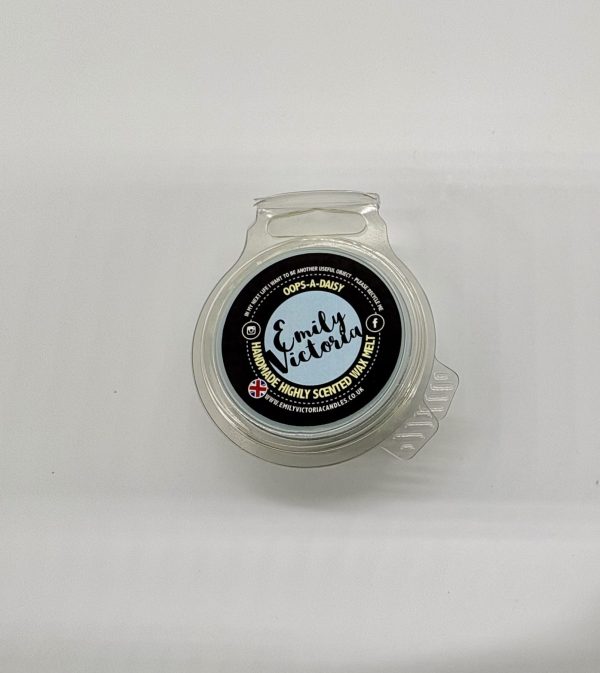 IN MY NEXT LIFE I WANT TO BE ANOTHER USEFUL OBJECT - PLEASE RECYCLE ME
OOPS-A-DAISY
Emily
Victoria
HANDMADE HIGHLY SCENTED WAX MELT
WWW.EMILYVICTORIACANDLES.CO.UK